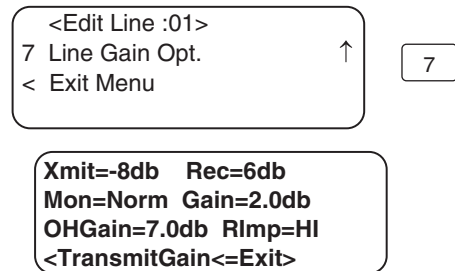 <Edit Line :01>
7 Line Gain Opt. ↑
< Exit Menu
7
Xmit=-8db Rec=6db
Mon=Norm Gain=2.0db
OHGain=7.0db RImp=HI
<TransmitGain<=Exit>